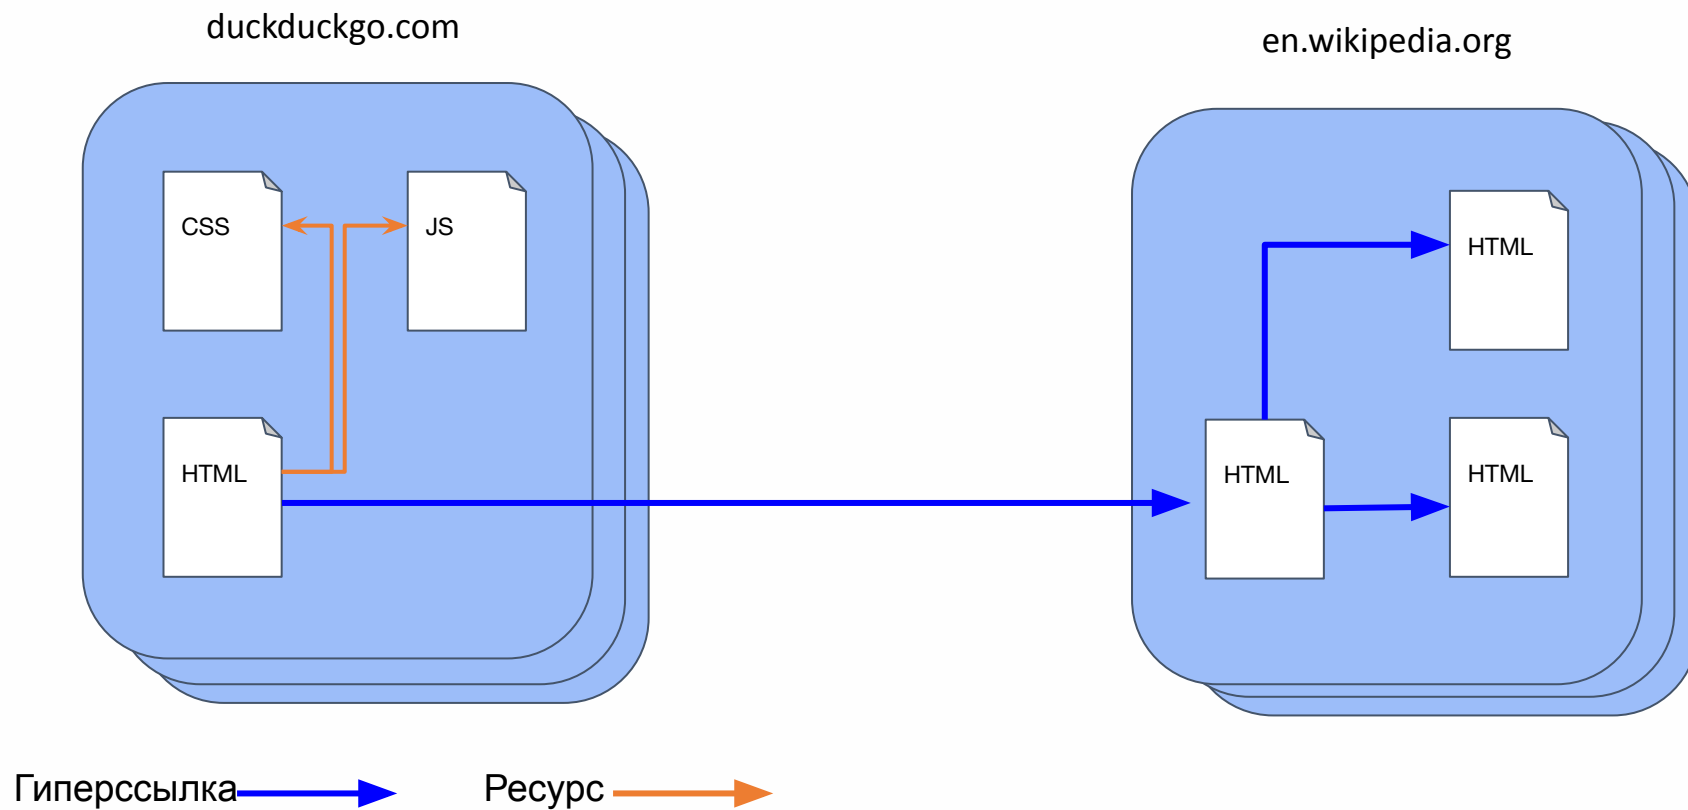 duckduckgo.com
en.wikipedia.org
CSS
JS
HTML
HTML
HTML
HTML
Гиперссылка
Ресурс